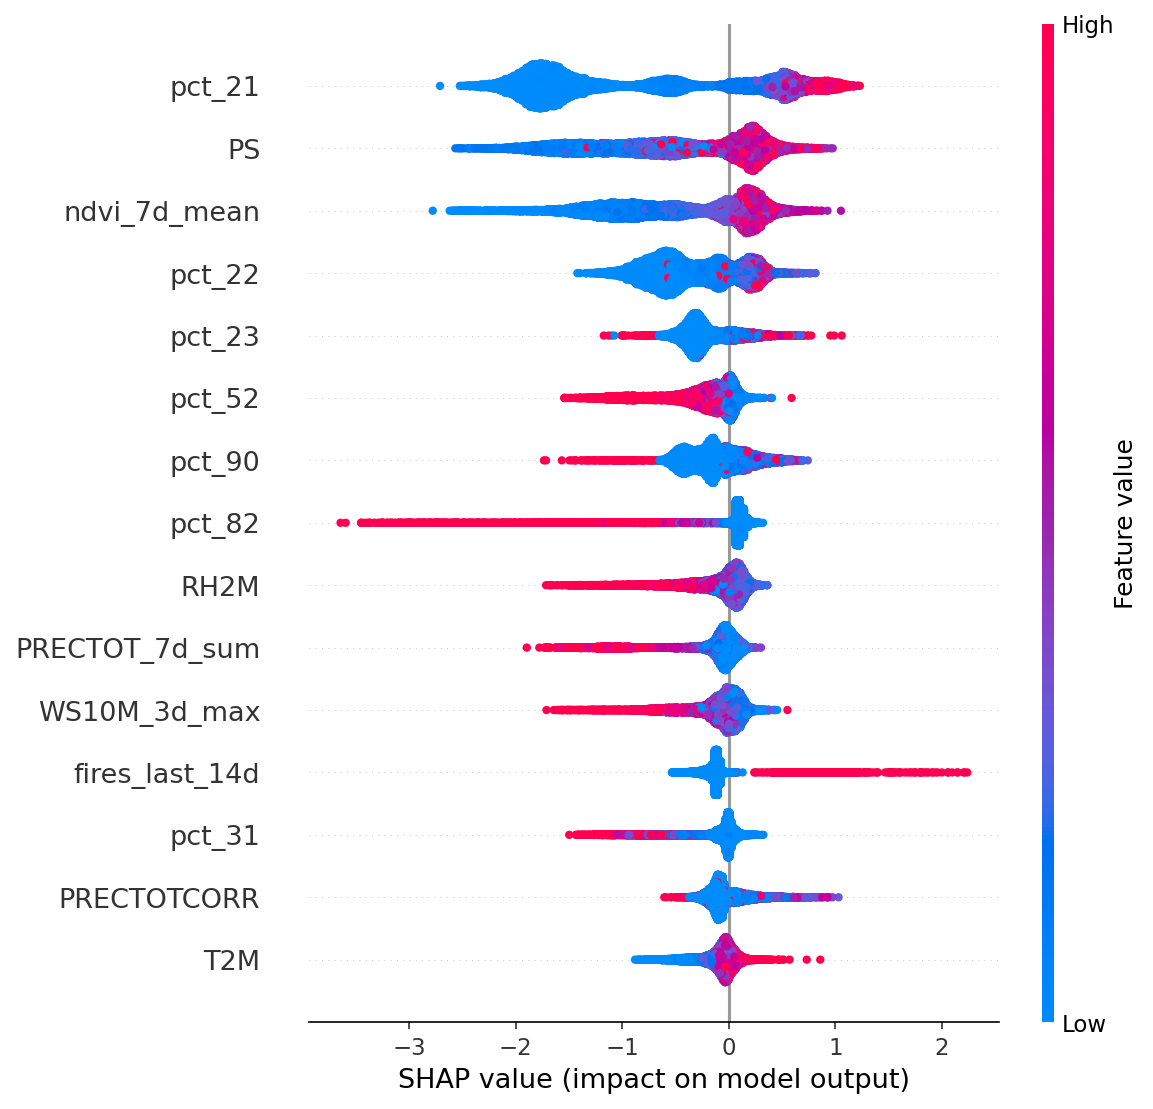 High
pct_21
PS
ndvi_7d_mean
pct_22
pct_23
pct_52
pct_90
pct_82
RH2M
PRECTOT_7d_sum
WS10M_3d_max
fires_last_14d
pct_31
PRECTOTCORR
T2M
Feature value
Low
−3 −2 −1 0 1 2
SHAP value (impact on model output)